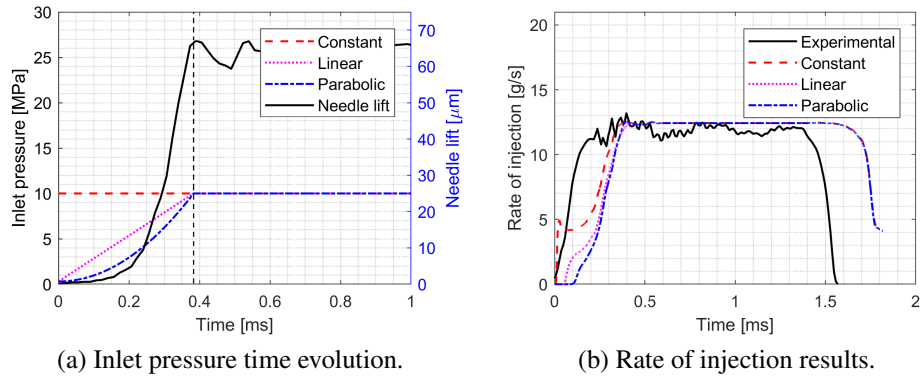 30
25
20
15
10
5
0
Inlet pressure [MPa]
Constant
Linear
Parabolic
Needle lift
70
60
50
40
30
20
10
0
Needle lift [μm]
0 0.2 0.4 0.6 0.8 1
Time [ms]
(a) Inlet pressure time evolution.
20
15
10
5
0
Rate of injection [g/s]
Experimental
Constant
Linear
Parabolic
0 0.5 1 1.5 2
Time [ms]
(b) Rate of injection results.